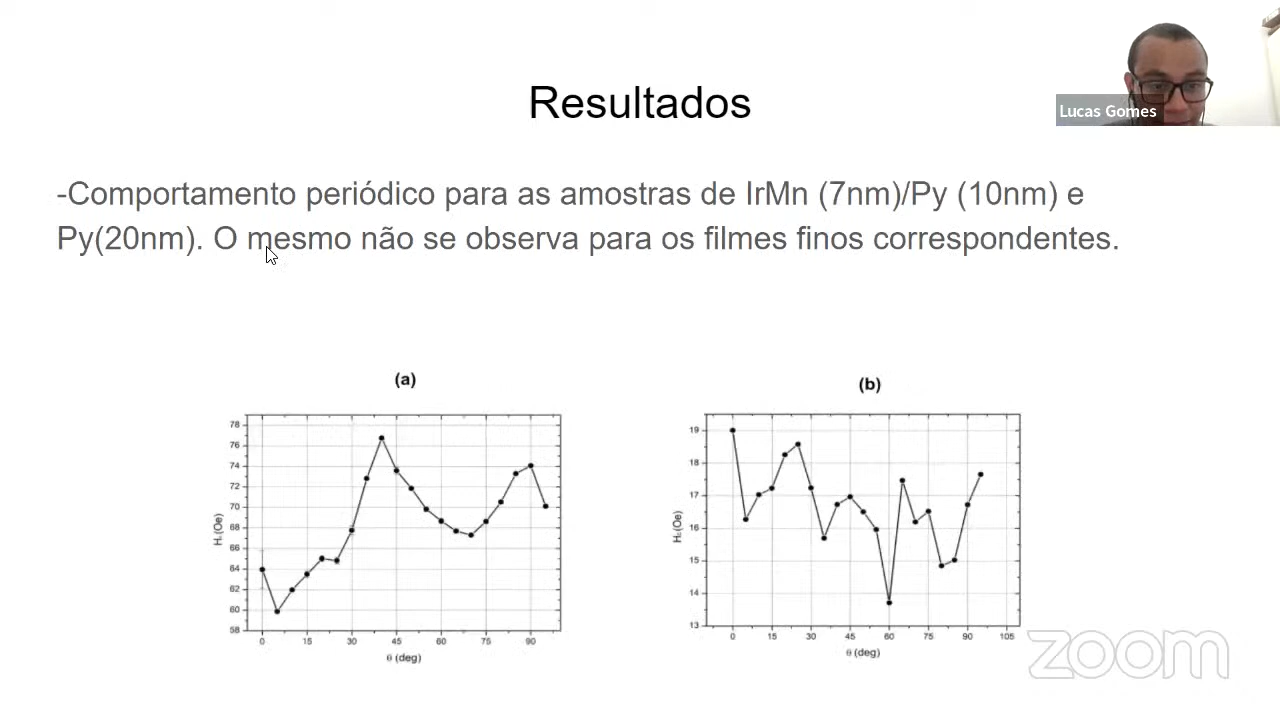 Resultados
Lucas Gomes
-Comportamento periódico para as amostras de IrMn (7nm)/Py (10nm) e
Py(20nm). O mesmo não se observa para os filmes finos correspondentes.
(a)
78
76
74
72
70
68
66
64
62
60
58
0 15 30 45 60 75 90
θ (deg)
(b)
19
18
17
16
15
14
13
Hc(Oe)
0 15 30 45 60 75 90 105
θ (deg)
zoom